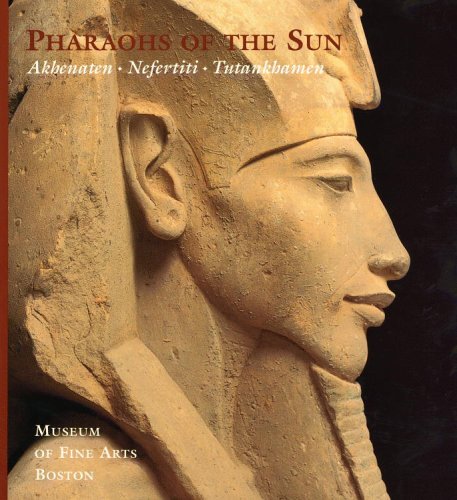 PHARAOHS OF THE SUN
Akhenaten • Nefertiti • Tutankhamen
MUSEUM
OF FINE ARTS
BOSTON